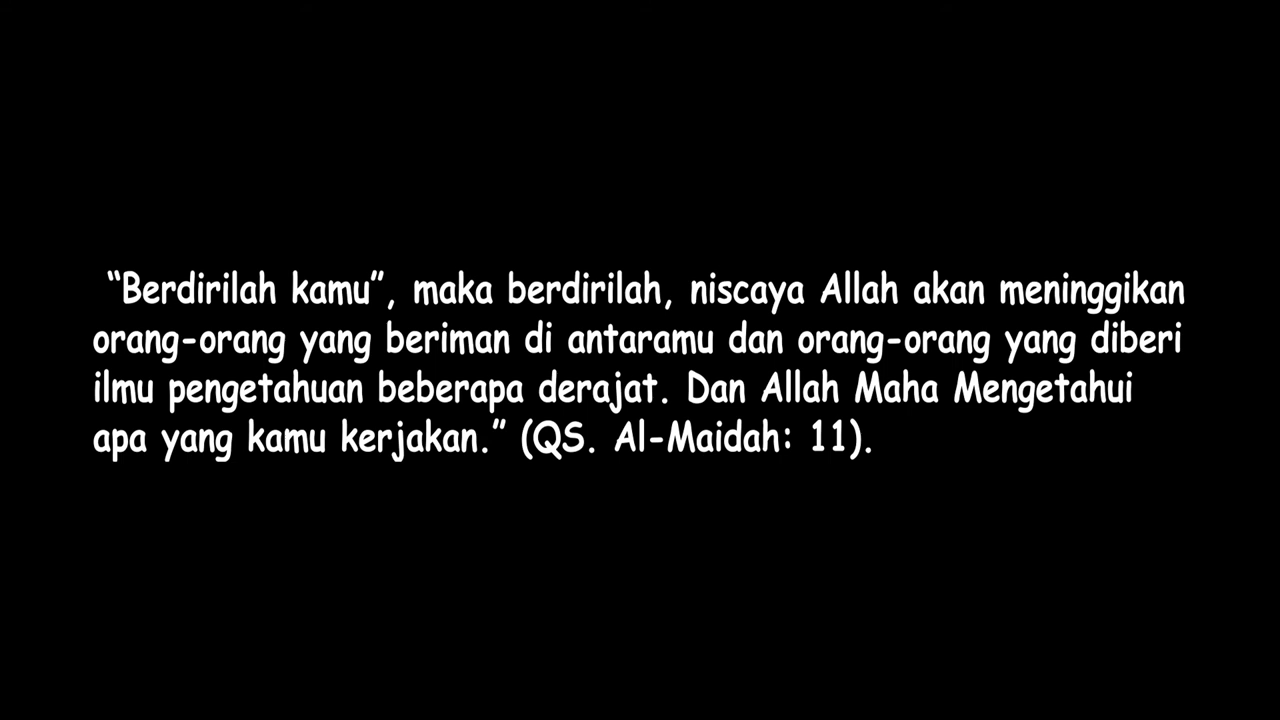 “Berdirilah kamu”, maka berdirilah, niscaya Allah akan meninggikan
orang-orang yang beriman di antaramu dan orang-orang yang diberi
ilmu pengetahuan beberapa derajat. Dan Allah Maha Mengetahui
apa yang kamu kerjakan.” (QS. Al-Maidah: 11).